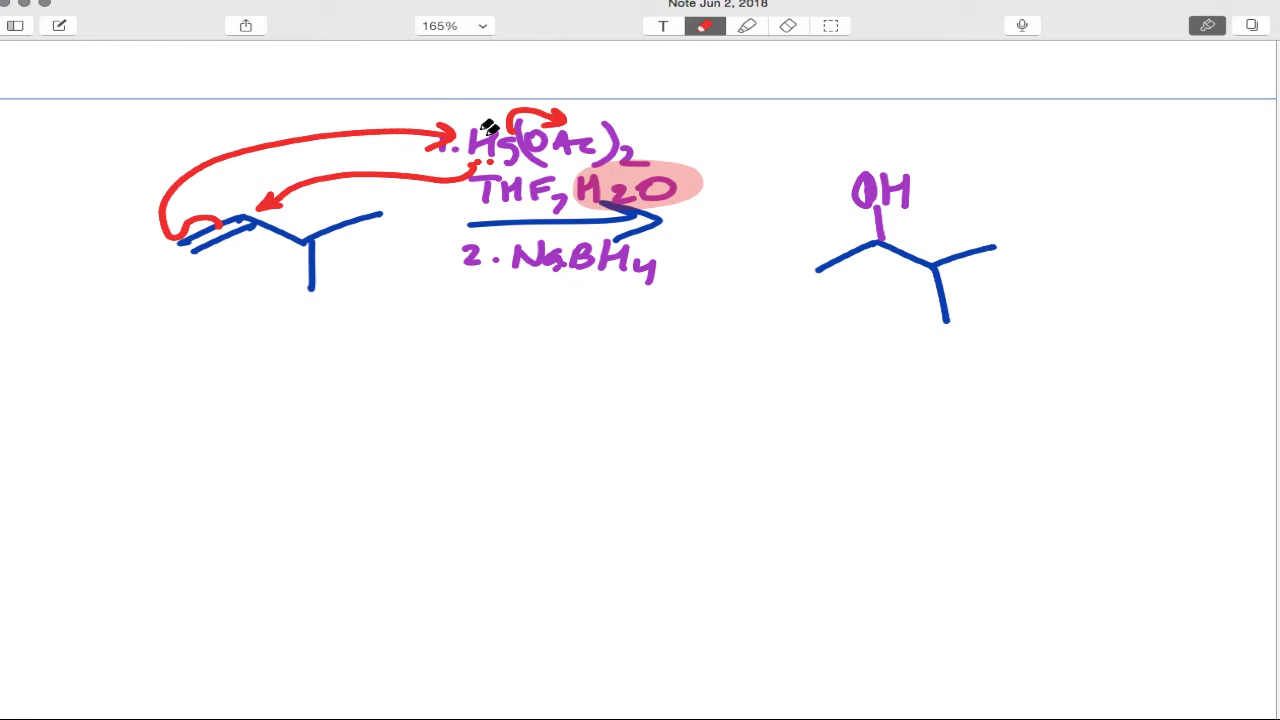 Note Jun 2, 2018
165%
T
1. Hg(OAc)2
THF, H2O
2. NaBH4
OH